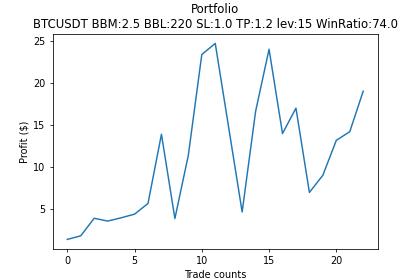 Portfolio
BTCUSDT BBM:2.5 BBL:220 SL:1.0 TP:1.2 lev:15 WinRatio:74.0
25
20
15
10
5
Profit ($)
0 5 10 15 20
Trade counts